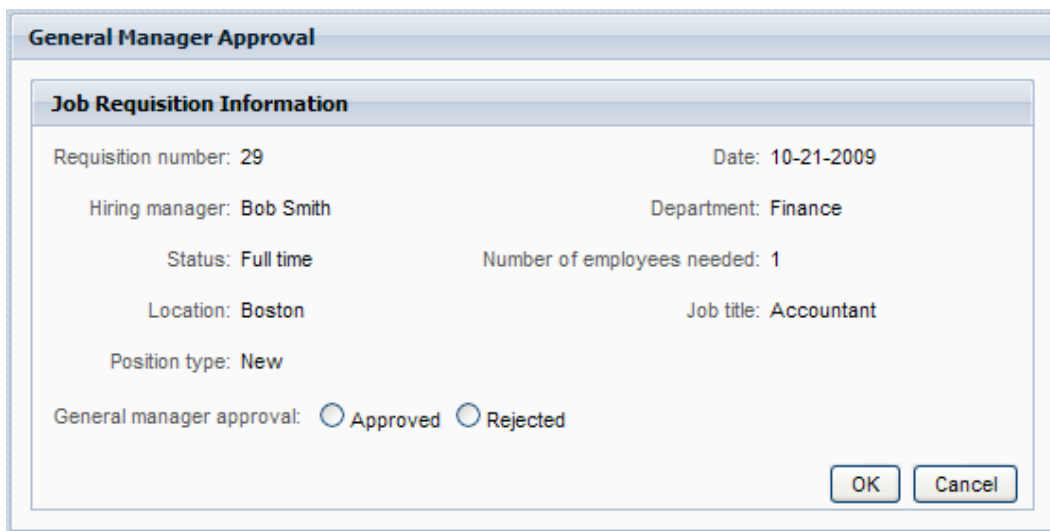 General Manager Approval
Job Requisition Information
Requisition number: 29 Date: 10-21-2009
Hiring manager: Bob Smith Department: Finance
Status: Full time Number of employees needed: 1
Location: Boston Job title: Accountant
Position type: New
General manager approval: Approved Rejected
OK Cancel